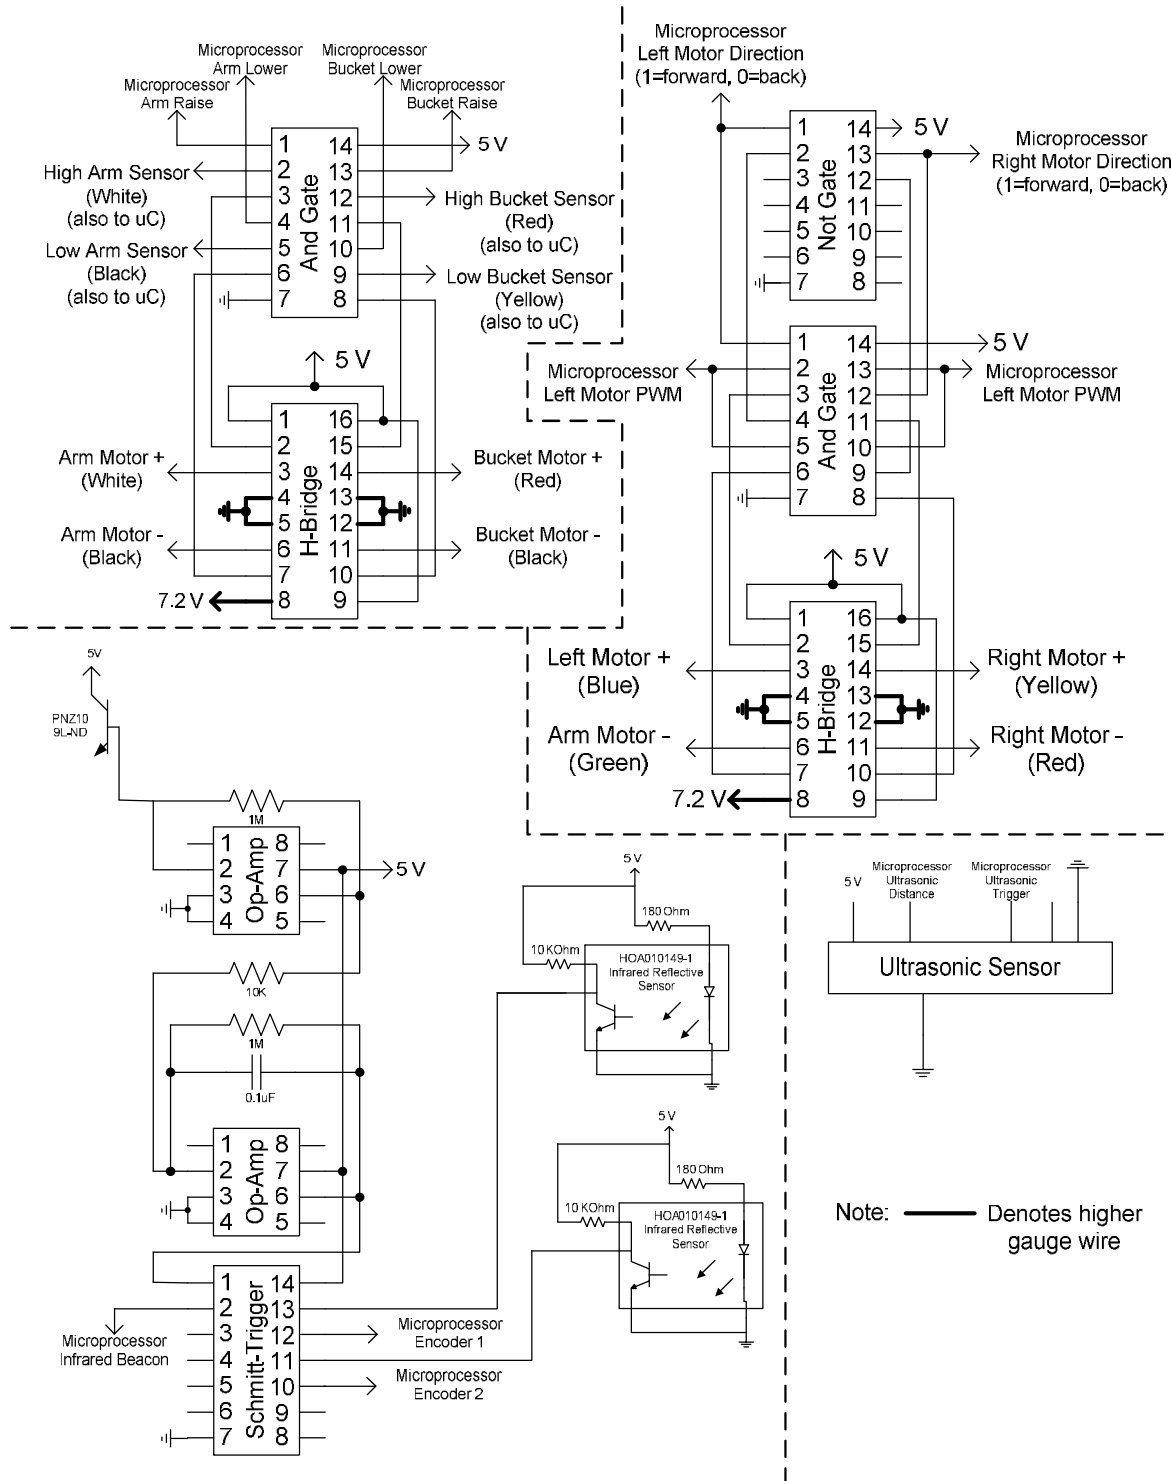 Microprocessor
Arm Lower
Microprocessor
Bucket Lower
Microprocessor
Arm Raise
Microprocessor
Bucket Raise
High Arm Sensor
(White)
(also to uC)
Low Arm Sensor
(Black)
(also to uC)
And Gate
1
2
3
4
5
6
7
14
13
12
11
10
9
8
5 V
High Bucket Sensor
(Red)
(also to uC)
Low Bucket Sensor
(Yellow)
(also to uC)
5 V
H-Bridge
1
2
3
4
5
6
7
8
16
15
14
13
12
11
10
9
Arm Motor +
(White)
Arm Motor -
(Black)
7.2 V
Bucket Motor +
(Red)
Bucket Motor -
(Black)
Microprocessor
Left Motor Direction
(1=forward, 0=back)
Not Gate
1
2
3
4
5
6
7
14
13
12
11
10
9
8
5 V
Microprocessor
Right Motor Direction
(1=forward, 0=back)
Microprocessor
Left Motor PWM
And Gate
1
2
3
4
5
6
7
14
13
12
11
10
9
8
5 V
Microprocessor
Left Motor PWM
5 V
H-Bridge
1
2
3
4
5
6
7
8
16
15
14
13
12
11
10
9
Left Motor +
(Blue)
Arm Motor -
(Green)
7.2 V
Right Motor +
(Yellow)
Right Motor -
(Red)
5V
PNZ10
9L-ND
1M
Op-Amp
1
2
3
4
8
7
6
5
5 V
10K
1M
0.1uF
Op-Amp
1
2
3
4
8
7
6
5
Schmitt-Trigger
1
2
3
4
5
6
7
14
13
12
11
10
9
8
Microprocessor
Infrared Beacon
Microprocessor
Encoder 1
Microprocessor
Encoder 2
5 V
180 Ohm
10 KOhm
HOA010149-1
Infrared Reflective
Sensor
5 V
180 Ohm
10 KOhm
HOA010149-1
Infrared Reflective
Sensor
5 V
Microprocessor
Ultrasonic
Distance
Microprocessor
Ultrasonic
Trigger
Ultrasonic Sensor
Note:
Denotes higher
gauge wire